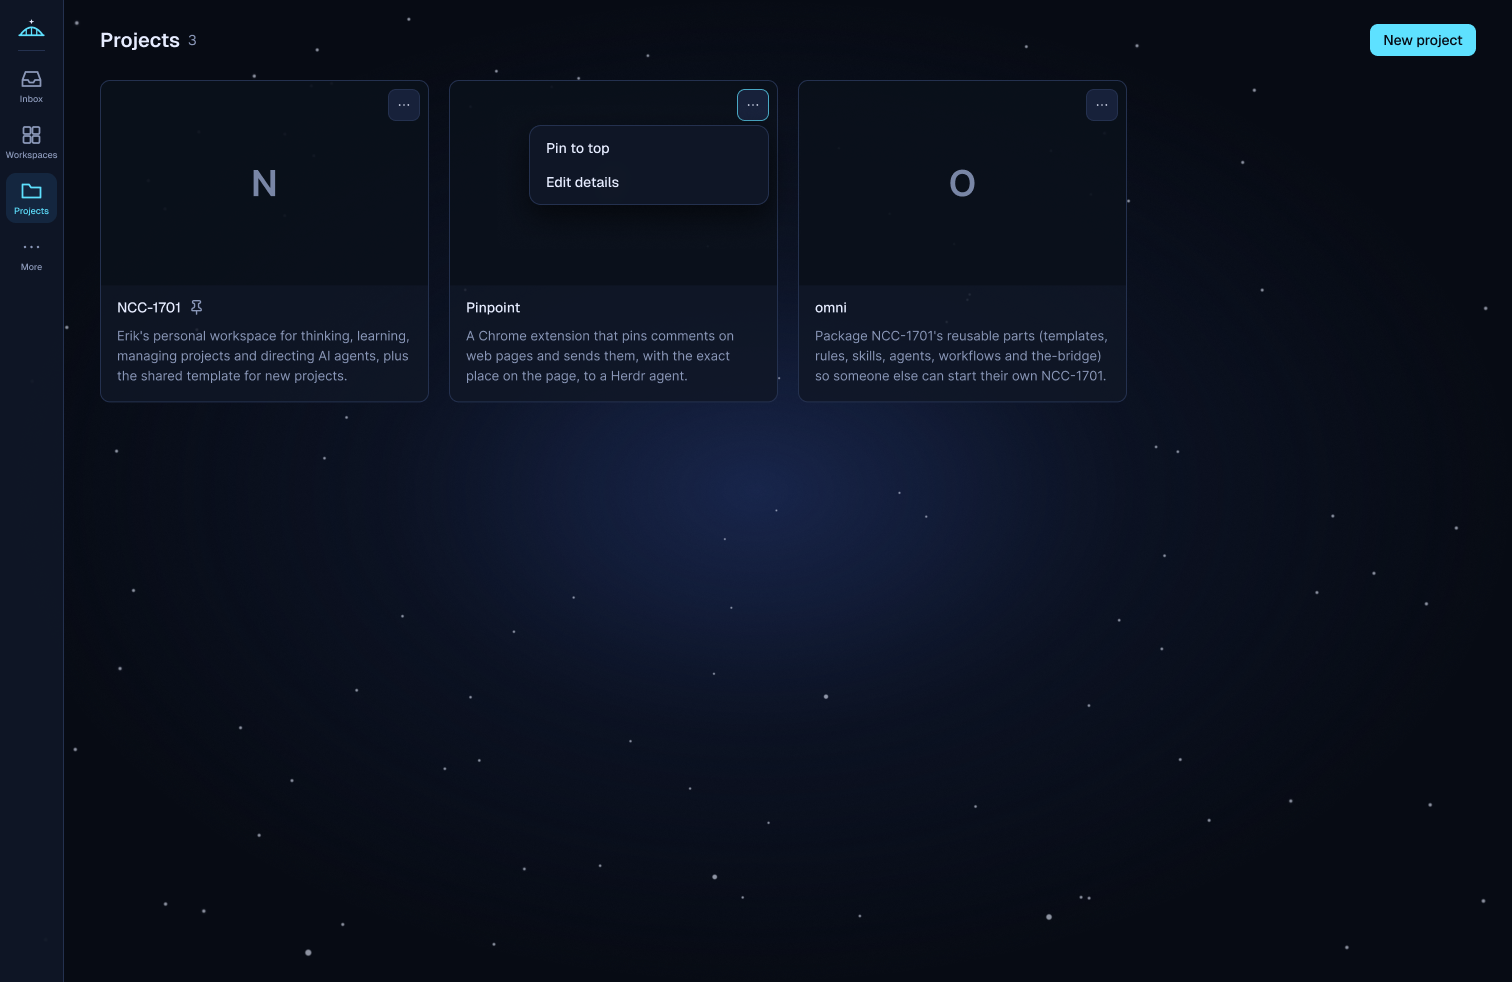 Projects 3
New project
Inbox
Workspaces
Projects
More
N
Pin to top
Edit details
O
NCC-1701
Erik's personal workspace for thinking, learning,
managing projects and directing AI agents, plus
the shared template for new projects.
Pinpoint
A Chrome extension that pins comments on
web pages and sends them, with the exact
place on the page, to a Herdr agent.
omni
Package NCC-1701's reusable parts (templates,
rules, skills, agents, workflows and the-bridge)
so someone else can start their own NCC-1701.